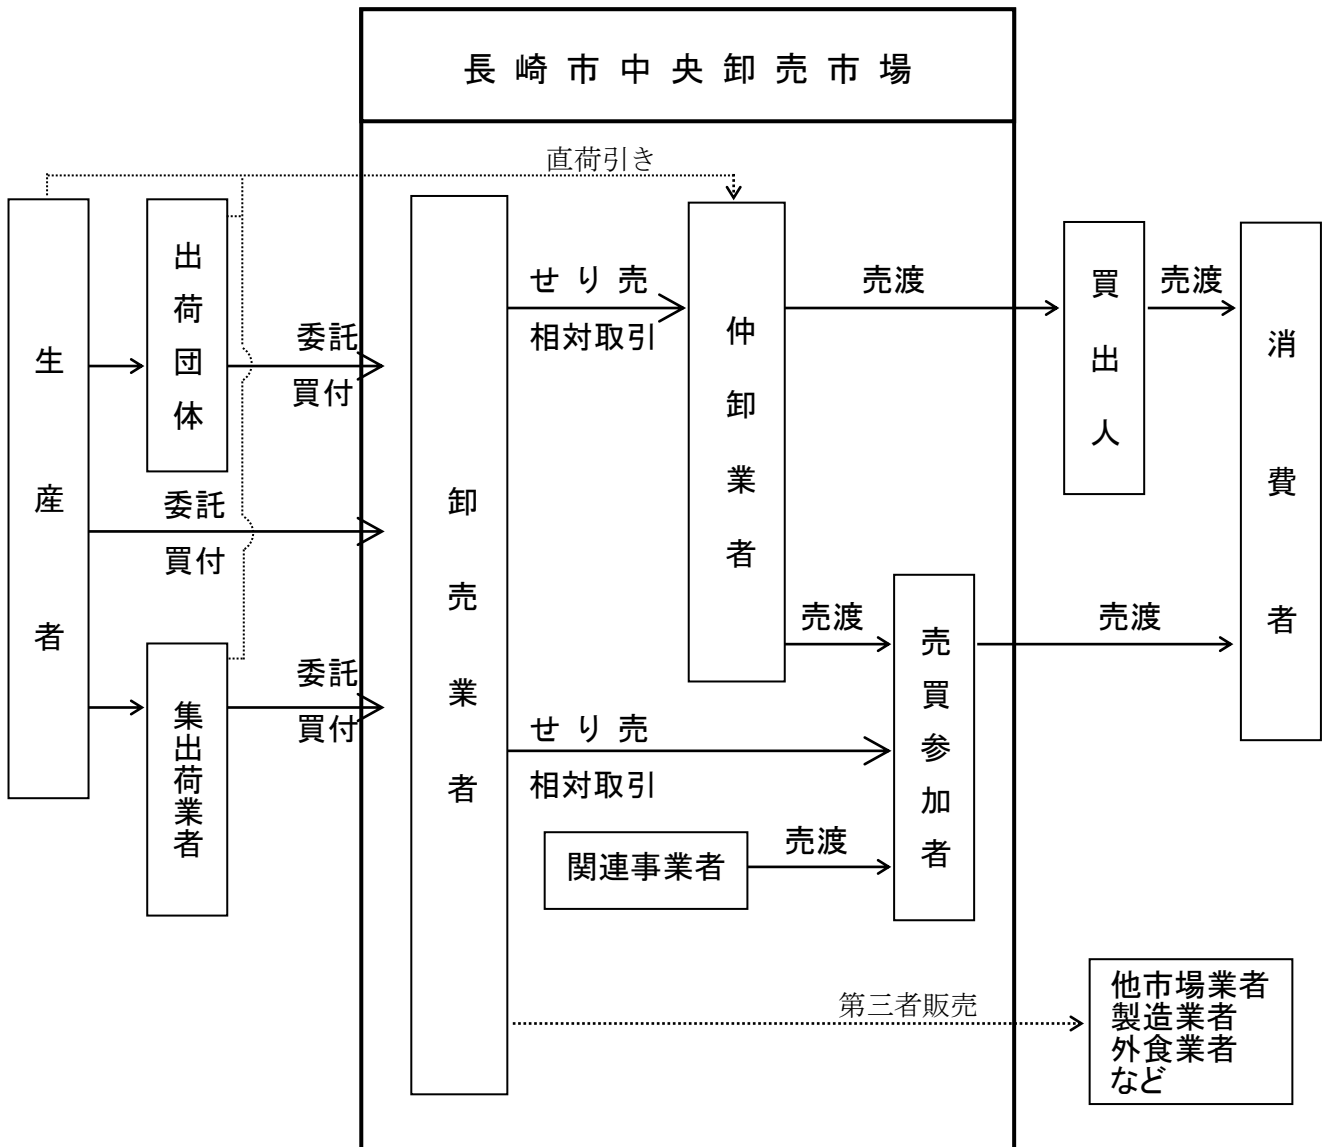 長崎市中央卸売市場
直荷引き
生産者
出荷団体
委託
買付
委託
買付
集出荷業者
委託
買付
卸売業者
せり売
相対取引
仲卸業者
売渡
買出人
売渡
消費者
売渡
売買参加者
売渡
せり売
相対取引
関連事業者
売渡
第三者販売
他市場業者
製造業者
外食業者
など